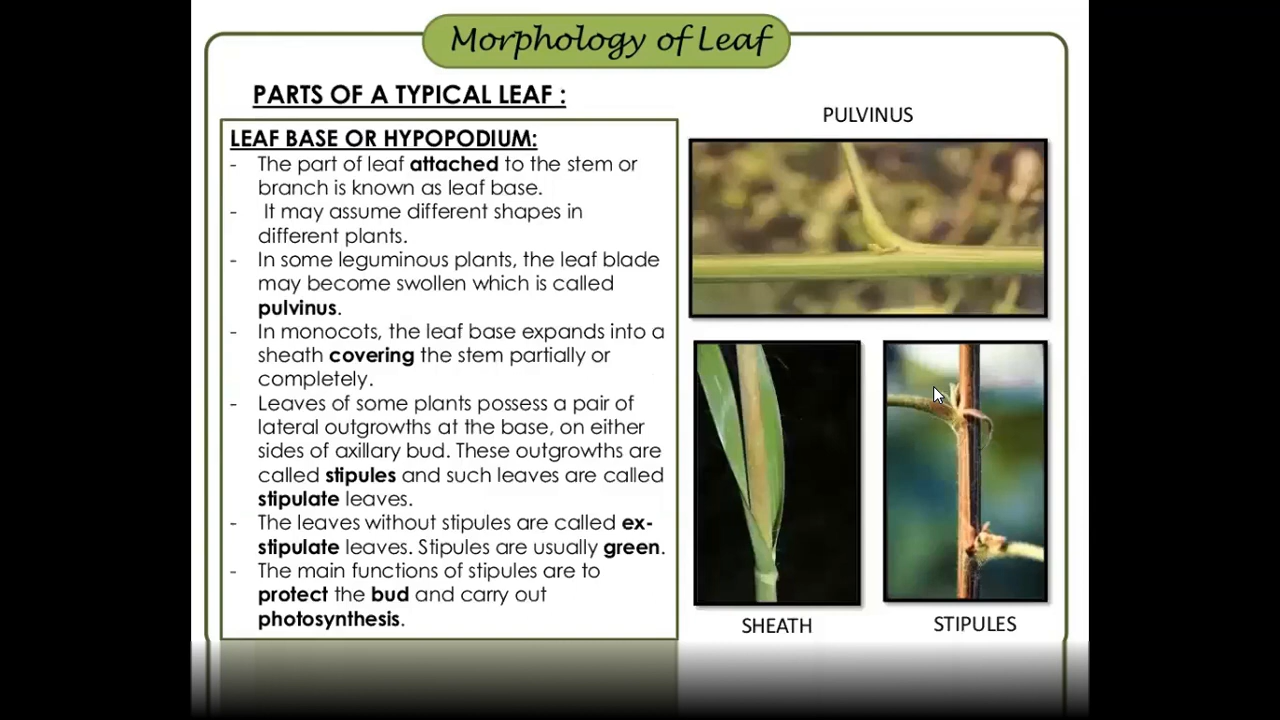 Morphology of Leaf
PARTS OF A TYPICAL LEAF :
LEAF BASE OR HYPOPODIUM:
- The part of leaf attached to the stem or
branch is known as leaf base.
- It may assume different shapes in
different plants.
- In some leguminous plants, the leaf blade
may become swollen which is called
pulvinus.
- In monocots, the leaf base expands into a
sheath covering the stem partially or
completely.
- Leaves of some plants possess a pair of
lateral outgrowths at the base, on either
sides of axillary bud. These outgrowths are
called stipules and such leaves are called
stipulate leaves.
- The leaves without stipules are called ex-
stipulate leaves. Stipules are usually green.
- The main functions of stipules are to
protect the bud and carry out
photosynthesis.
PULVINUS
SHEATH
STIPULES